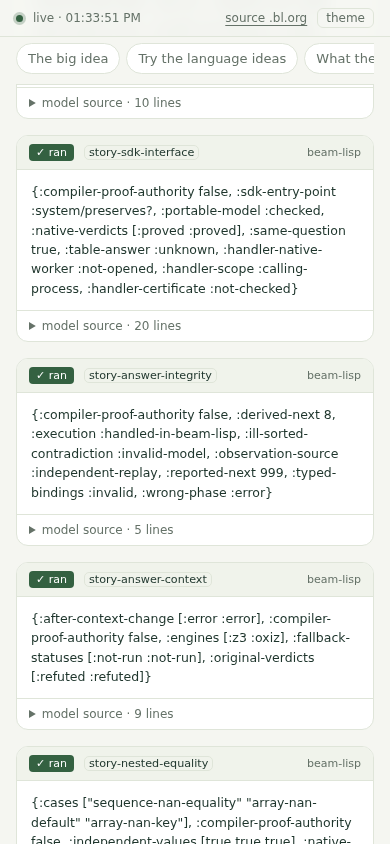 live · 01:33:51 PM
source .bl.org
theme
The big idea
Try the language ideas
What the
▶ model source · 10 lines
✓ ran story-sdk-interface beam-lisp
{:compiler-proof-authority false, :sdk-entry-point
:system/preserves?, :portable-model :checked,
:native-verdicts [:proved :proved], :same-question
true, :table-answer :unknown, :handler-native-
worker :not-opened, :handler-scope :calling-
process, :handler-certificate :not-checked}
▶ model source · 20 lines
✓ ran story-answer-integrity beam-lisp
{:compiler-proof-authority false, :derived-next 8,
:execution :handled-in-beam-lisp, :ill-sorted-
contradiction :invalid-model, :observation-source
:independent-replay, :reported-next 999, :typed-
bindings :invalid, :wrong-phase :error}
▶ model source · 5 lines
✓ ran story-answer-context beam-lisp
{:after-context-change [:error :error], :compiler-
proof-authority false, :engines [:z3 :oxiz], :fallback-
statuses [:not-run :not-run], :original-verdicts
[:refuted :refuted]}
▶ model source · 9 lines
✓ ran story-nested-equality beam-lisp
{:cases ["sequence-nan-equality" "array-nan-
default" "array-nan-key"], :compiler-proof-authority
false, :independent-values [true true true], :native-